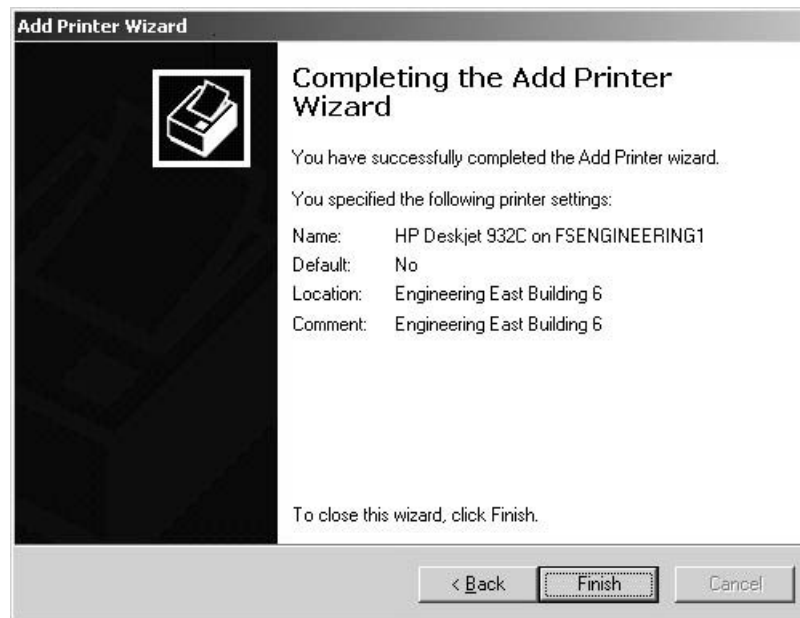 Add Printer Wizard
Completing the Add Printer
Wizard
You have successfully completed the Add Printer wizard.
You specified the following printer settings:
Name: HP Deskjet 932C on FSENGINEERING1
Default: No
Location: Engineering East Building 6
Comment: Engineering East Building 6
To close this wizard, click Finish.
< Back Finish Cancel